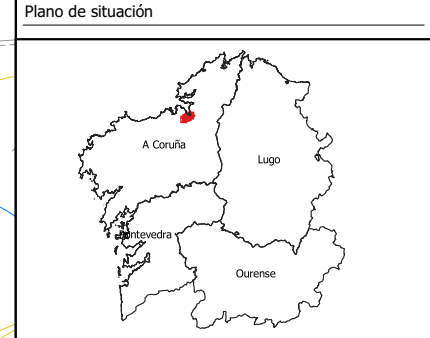 Plano de situación
A Coruña
Lugo
Pontevedra
Ourense